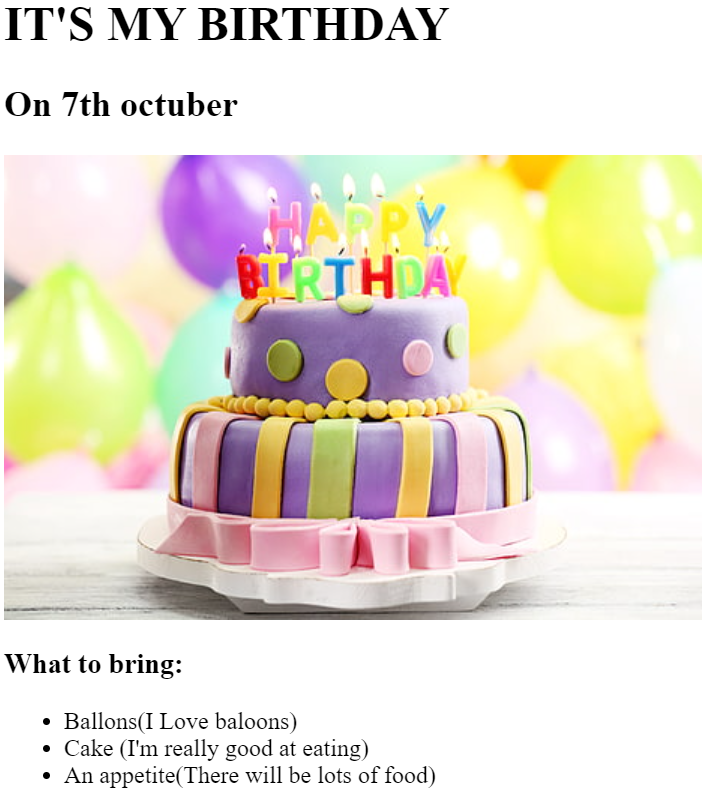 IT'S MY BIRTHDAY
On 7th octuber
HAPPY
BIRTHDAY
What to bring:
Ballons(I Love baloons)
Cake (I'm really good at eating)
An appetite(There will be lots of food)